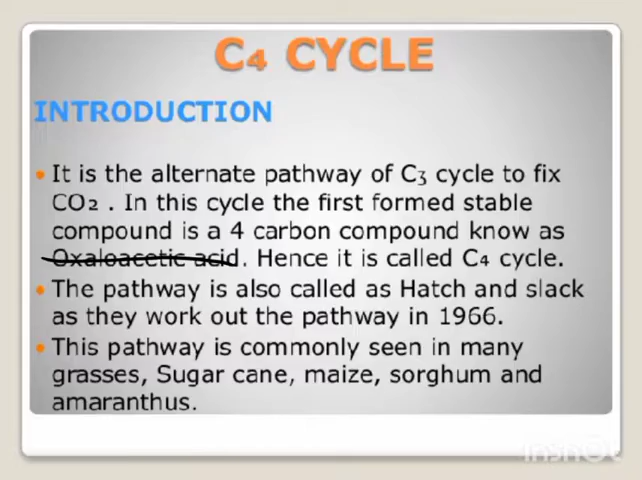 C₄ CYCLE
INTRODUCTION
• It is the alternate pathway of C₃ cycle to fix
CO₂ . In this cycle the first formed stable
compound is a 4 carbon compound know as
Oxaloacetic acid. Hence it is called C₄ cycle.
• The pathway is also called as Hatch and slack
as they work out the pathway in 1966.
• This pathway is commonly seen in many
grasses, Sugar cane, maize, sorghum and
amaranthus.